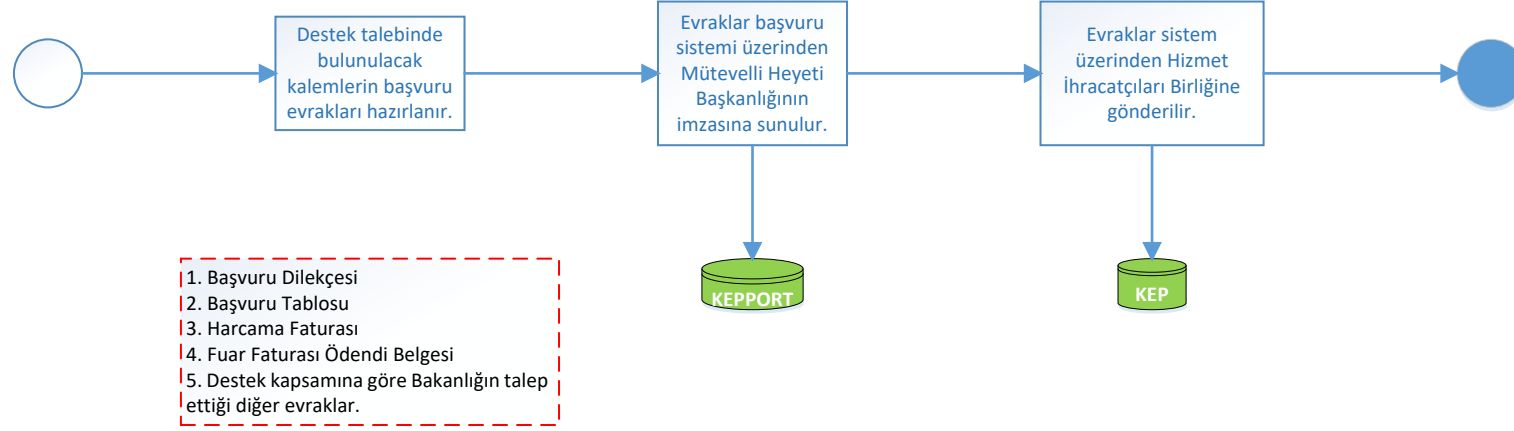 Destek talebinde
bulunulacak
kalemlerin başvuru
evrakları hazırlanır.
Evraklar başvuru
sistemi üzerinden
Mütevelli Heyeti
Başkanlığının
imzasına sunulur.
Evraklar sistem
üzerinden Hizmet
İhracatçıları Birliğine
gönderilir.
KEPPORT
KEP
1. Başvuru Dilekçesi
2. Başvuru Tablosu
3. Harcama Faturası
4. Fuar Faturası Ödendi Belgesi
5. Destek kapsamına göre Bakanlığın talep
ettiği diğer evraklar.